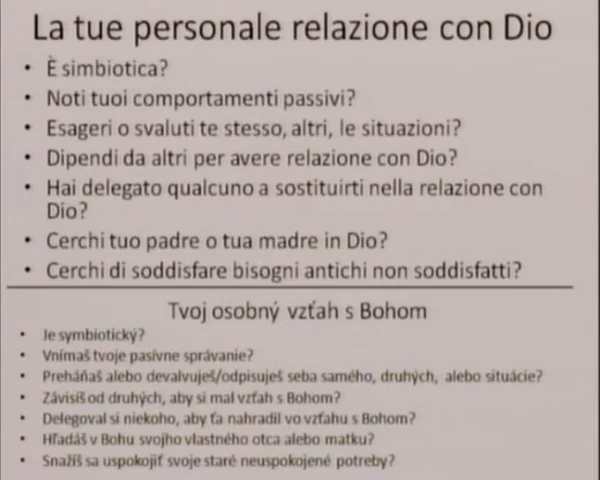 La tue personale relazione con Dio
• È simbiotica?
• Noti tuoi comportamenti passivi?
• Esageri o svaluti te stesso, altri, le situazioni?
• Dipendi da altri per avere relazione con Dio?
• Hai delegato qualcuno a sostituirti nella relazione con
Dio?
• Cerchi tuo padre o tua madre in Dio?
• Cerchi di soddisfare bisogni antichi non soddisfatti?
Tvoj osobný vzťah s Bohom
• Je symbiotický?
• Vnímaš tvoje pasívne správanie?
• Preháňaš alebo devalvuješ/odpisuješ seba samého, druhých, alebo situácie?
• Závisíš od druhých, aby si mal vzťah s Bohom?
• Delegoval si niekoho, aby ťa nahradil vo vzťahu s Bohom?
• Hľadáš v Bohu svojho vlastného otca alebo matku?
• Snažíš sa uspokojiť svoje staré neuspokojené potreby?